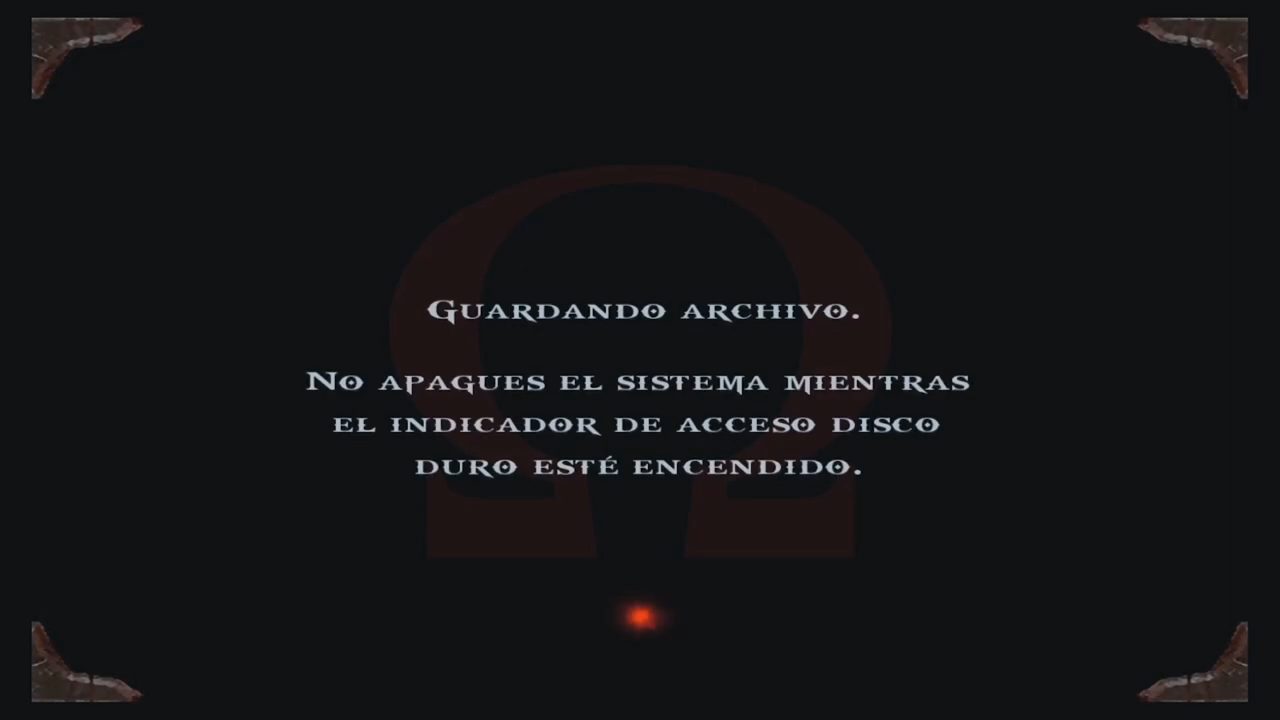 Guardando archivo.
No apagues el sistema mientras
el indicador de acceso disco
duro esté encendido.